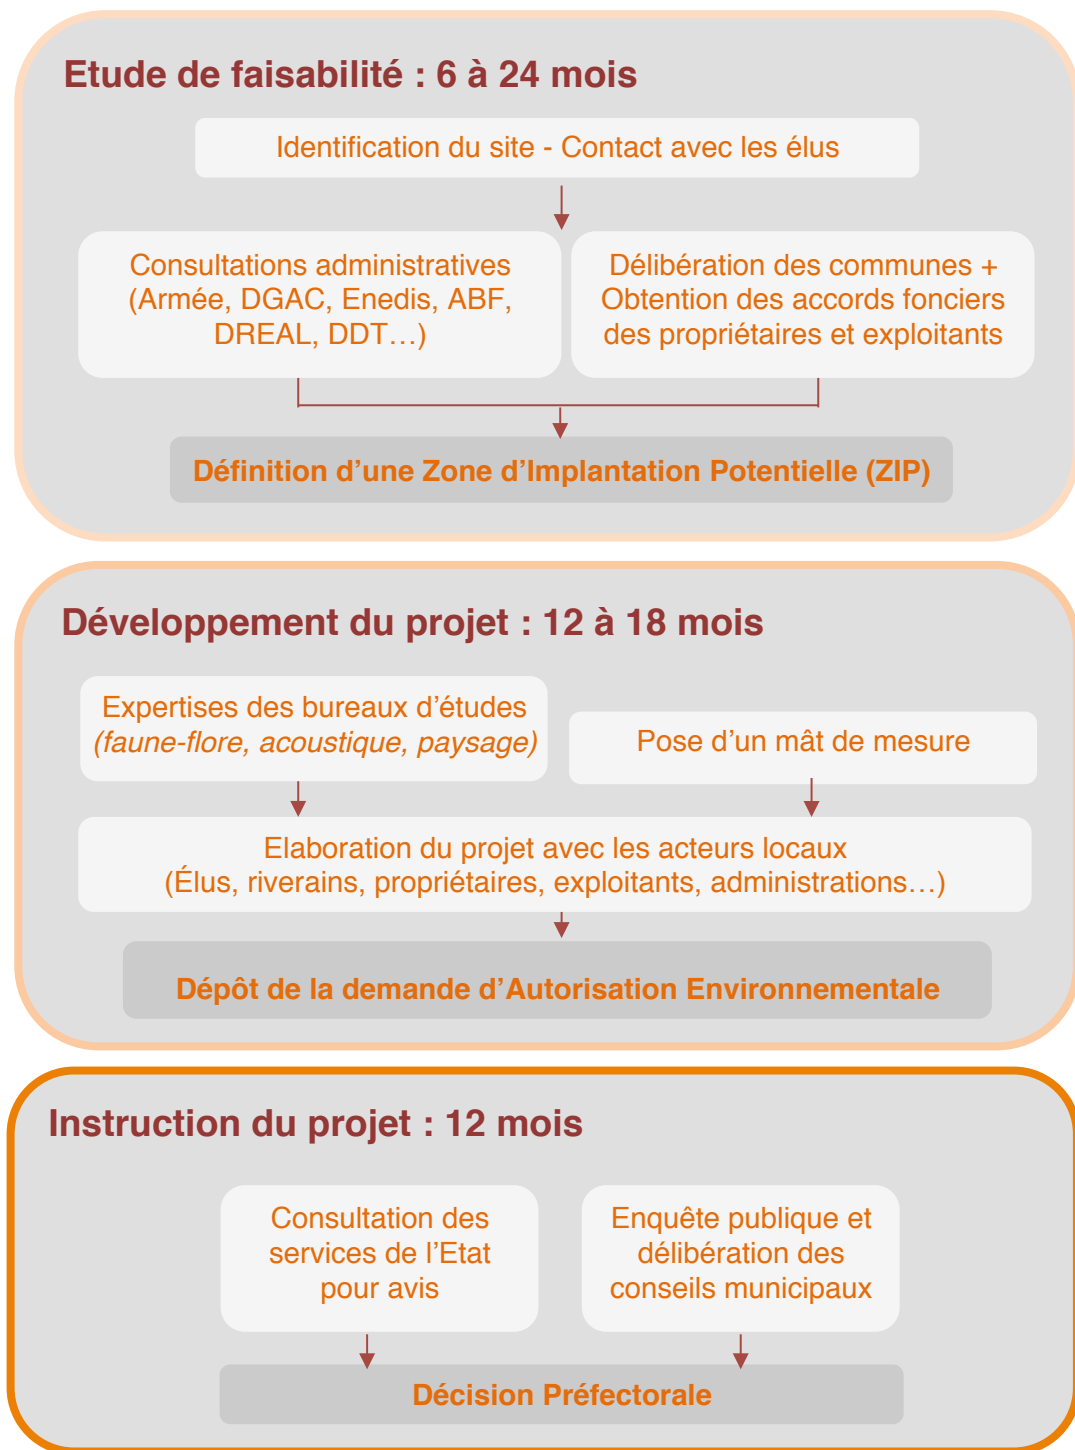 Etude de faisabilité : 6 à 24 mois
Identification du site - Contact avec les élus
Consultations administratives
(Armée, DGAC, Enedis, ABF,
DREAL, DDT…)
Délibération des communes +
Obtention des accords fonciers
des propriétaires et exploitants
Définition d’une Zone d’Implantation Potentielle (ZIP)
Développement du projet : 12 à 18 mois
Expertises des bureaux d’études
(faune-flore, acoustique, paysage)
Pose d’un mât de mesure
Elaboration du projet avec les acteurs locaux
(Élus, riverains, propriétaires, exploitants, administrations…)
Dépôt de la demande d’Autorisation Environnementale
Instruction du projet : 12 mois
Consultation des
services de l’Etat
pour avis
Enquête publique et
délibération des
conseils municipaux
Décision Préfectorale